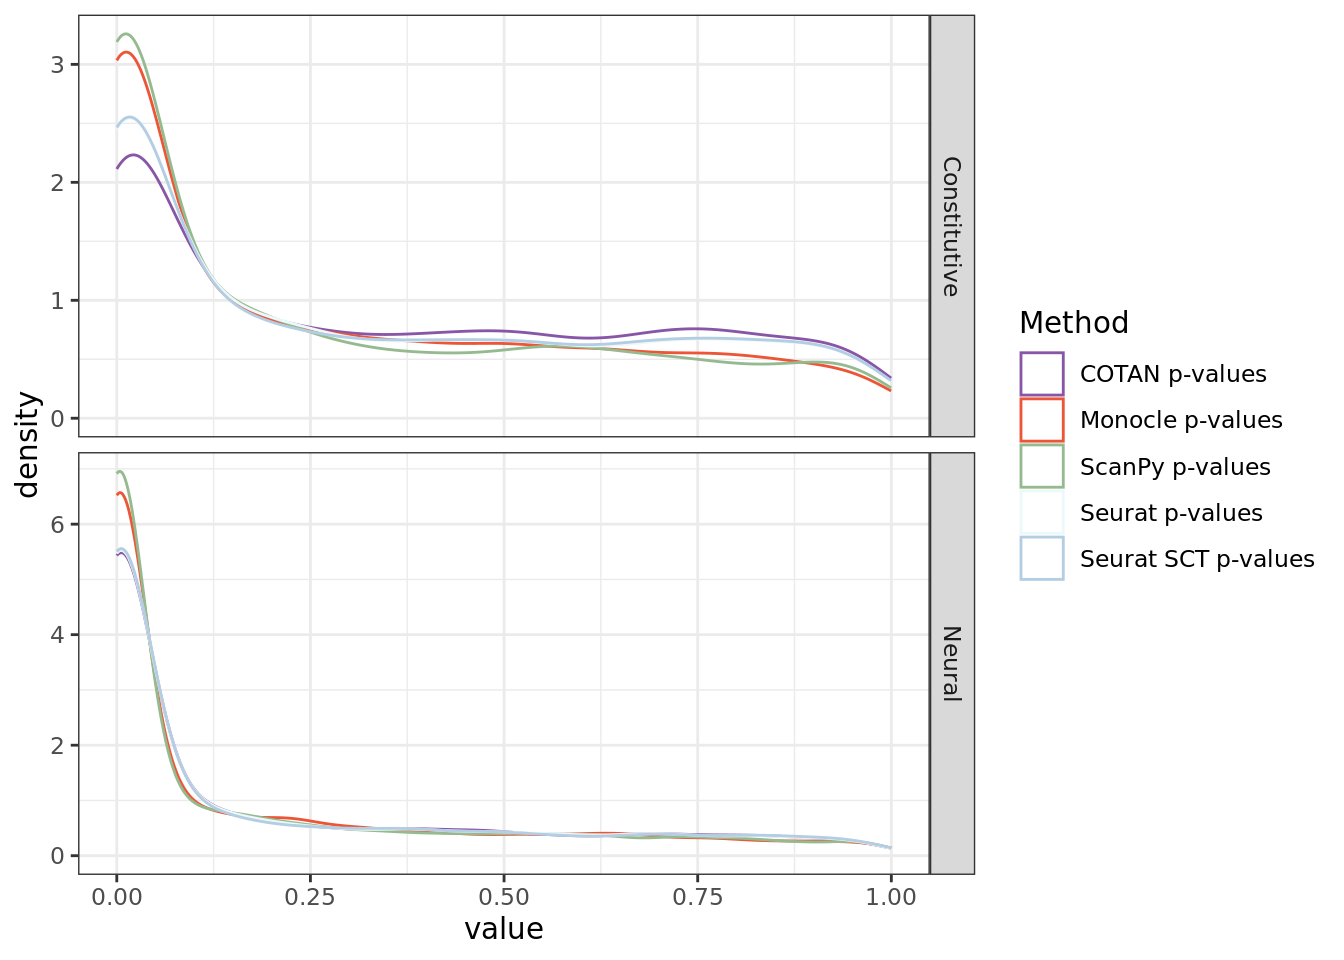 3
2
1
0
Constitutive
6
4
2
0
Neural
0.00 0.25 0.50 0.75 1.00
value
density
Method
COTAN p-values
Monocle p-values
ScanPy p-values
Seurat p-values
Seurat SCT p-values